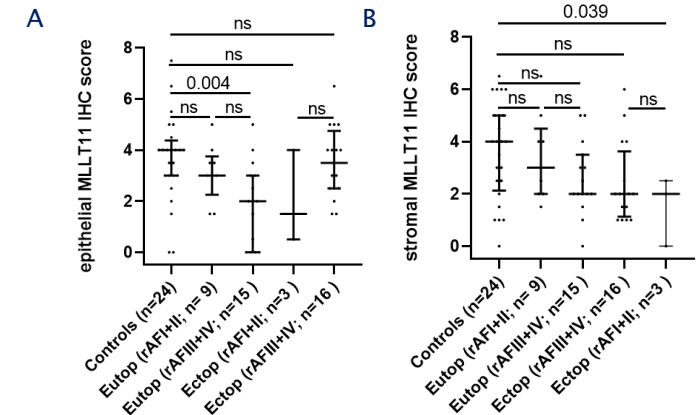 A
ns
ns
0.004
ns
ns
ns
epithelial MLLT11 IHC score
8
6
4
2
0
Controls (n=24)
Eutop (rAFI+II; n= 9)
Eutop (rAFIII+IV; n=15 )
Ectop (rAFI+II; n=3 )
Ectop (rAFIII+IV; n=16 )
B
0.039
ns
ns
ns
ns
ns
stromal MLLT11 IHC score
8
6
4
2
0
Controls (n=24)
Eutop (rAFI+II; n= 9)
Eutop (rAFIII+IV; n=15 )
Ectop (rAFIII+IV; n=16 )
Ectop (rAFI+II; n=3 )